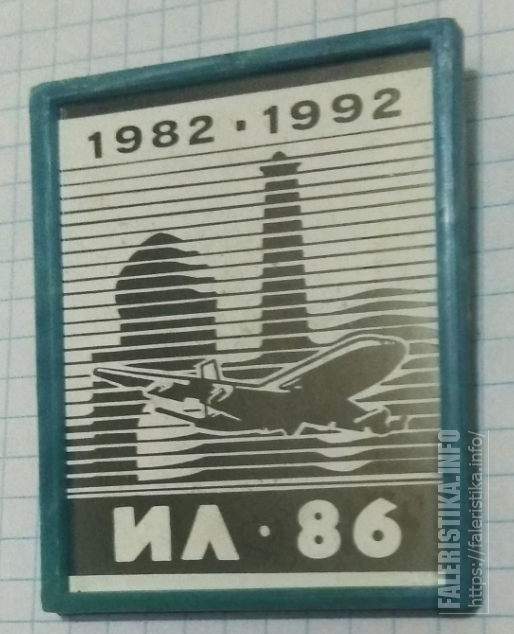 1982 · 1992
ИЛ · 86
FALERISTIKA.INFO
https://faleristika.info/